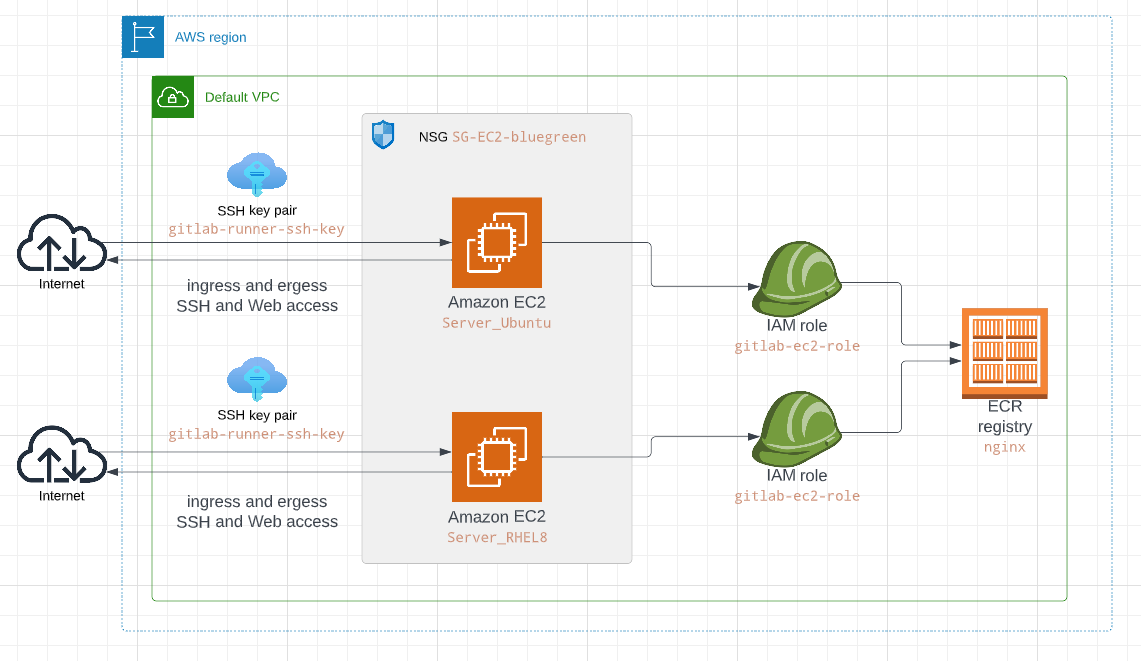 AWS region
Default VPC
NSG SG-EC2-bluegreen
SSH key pair
gitlab-runner-ssh-key
Internet
ingress and ergess
SSH and Web access
Amazon EC2
Server_Ubuntu
IAM role
gitlab-ec2-role
SSH key pair
gitlab-runner-ssh-key
Internet
ingress and ergess
SSH and Web access
Amazon EC2
Server_RHEL8
IAM role
gitlab-ec2-role
ECR
registry
nginx